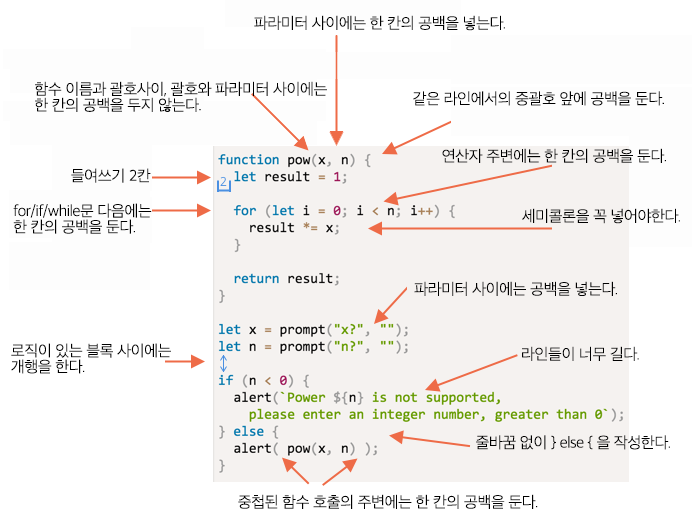 파라미터 사이에는 한 칸의 공백을 넣는다.
함수 이름과 괄호사이, 괄호와 파라미터 사이에는
한 칸의 공백을 두지 않는다.
같은 라인에서의 중괄호 앞에 공백을 둔다.
연산자 주변에는 한 칸의 공백을 둔다.
들여쓰기 2칸
for/if/while문 다음에는
한 칸의 공백을 둔다.
세미콜론을 꼭 넣어야한다.
function pow(x, n) {
2
let result = 1;
for (let i = 0; i < n; i++) {
result *= x;
}
return result;
}
파라미터 사이에는 공백을 넣는다.
let x = prompt("x?", "");
let n = prompt("n?", "");
로직이 있는 블록 사이에는
개행을 한다.
라인들이 너무 길다.
if (n < 0) {
alert(`Power ${n} is not supported,
please enter an integer number, greater than 0`);
} else {
줄바꿈 없이 } else { 을 작성한다.
alert( pow(x, n) );
}
중첩된 함수 호출의 주변에는 한 칸의 공백을 둔다.